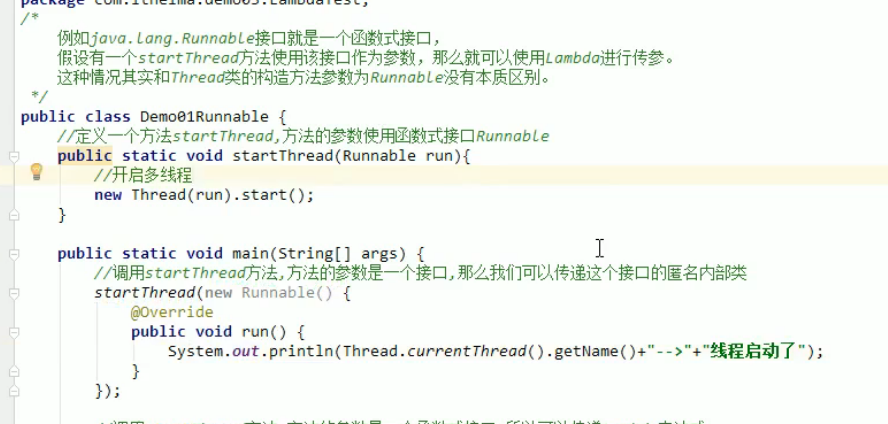 package com.itheima.demo05.LambdaTest;
/*
例如java.lang.Runnable接口就是一个函数式接口,
假设有一个startThread方法使用该接口作为参数，那么就可以使用Lambda进行传参。
这种情况其实和Thread类的构造方法参数为Runnable没有本质区别。
*/
public class Demo01Runnable {
//定义一个方法startThread,方法的参数使用函数式接口Runnable
public static void startThread(Runnable run){
//开启多线程
new Thread(run).start();
}
public static void main(String[] args) {
//调用startThread方法,方法的参数是一个接口,那么我们可以传递这个接口的匿名内部类
startThread(new Runnable() {
@Override
public void run() {
System.out.println(Thread.currentThread().getName()+"-->"+"线程启动了");
}
});